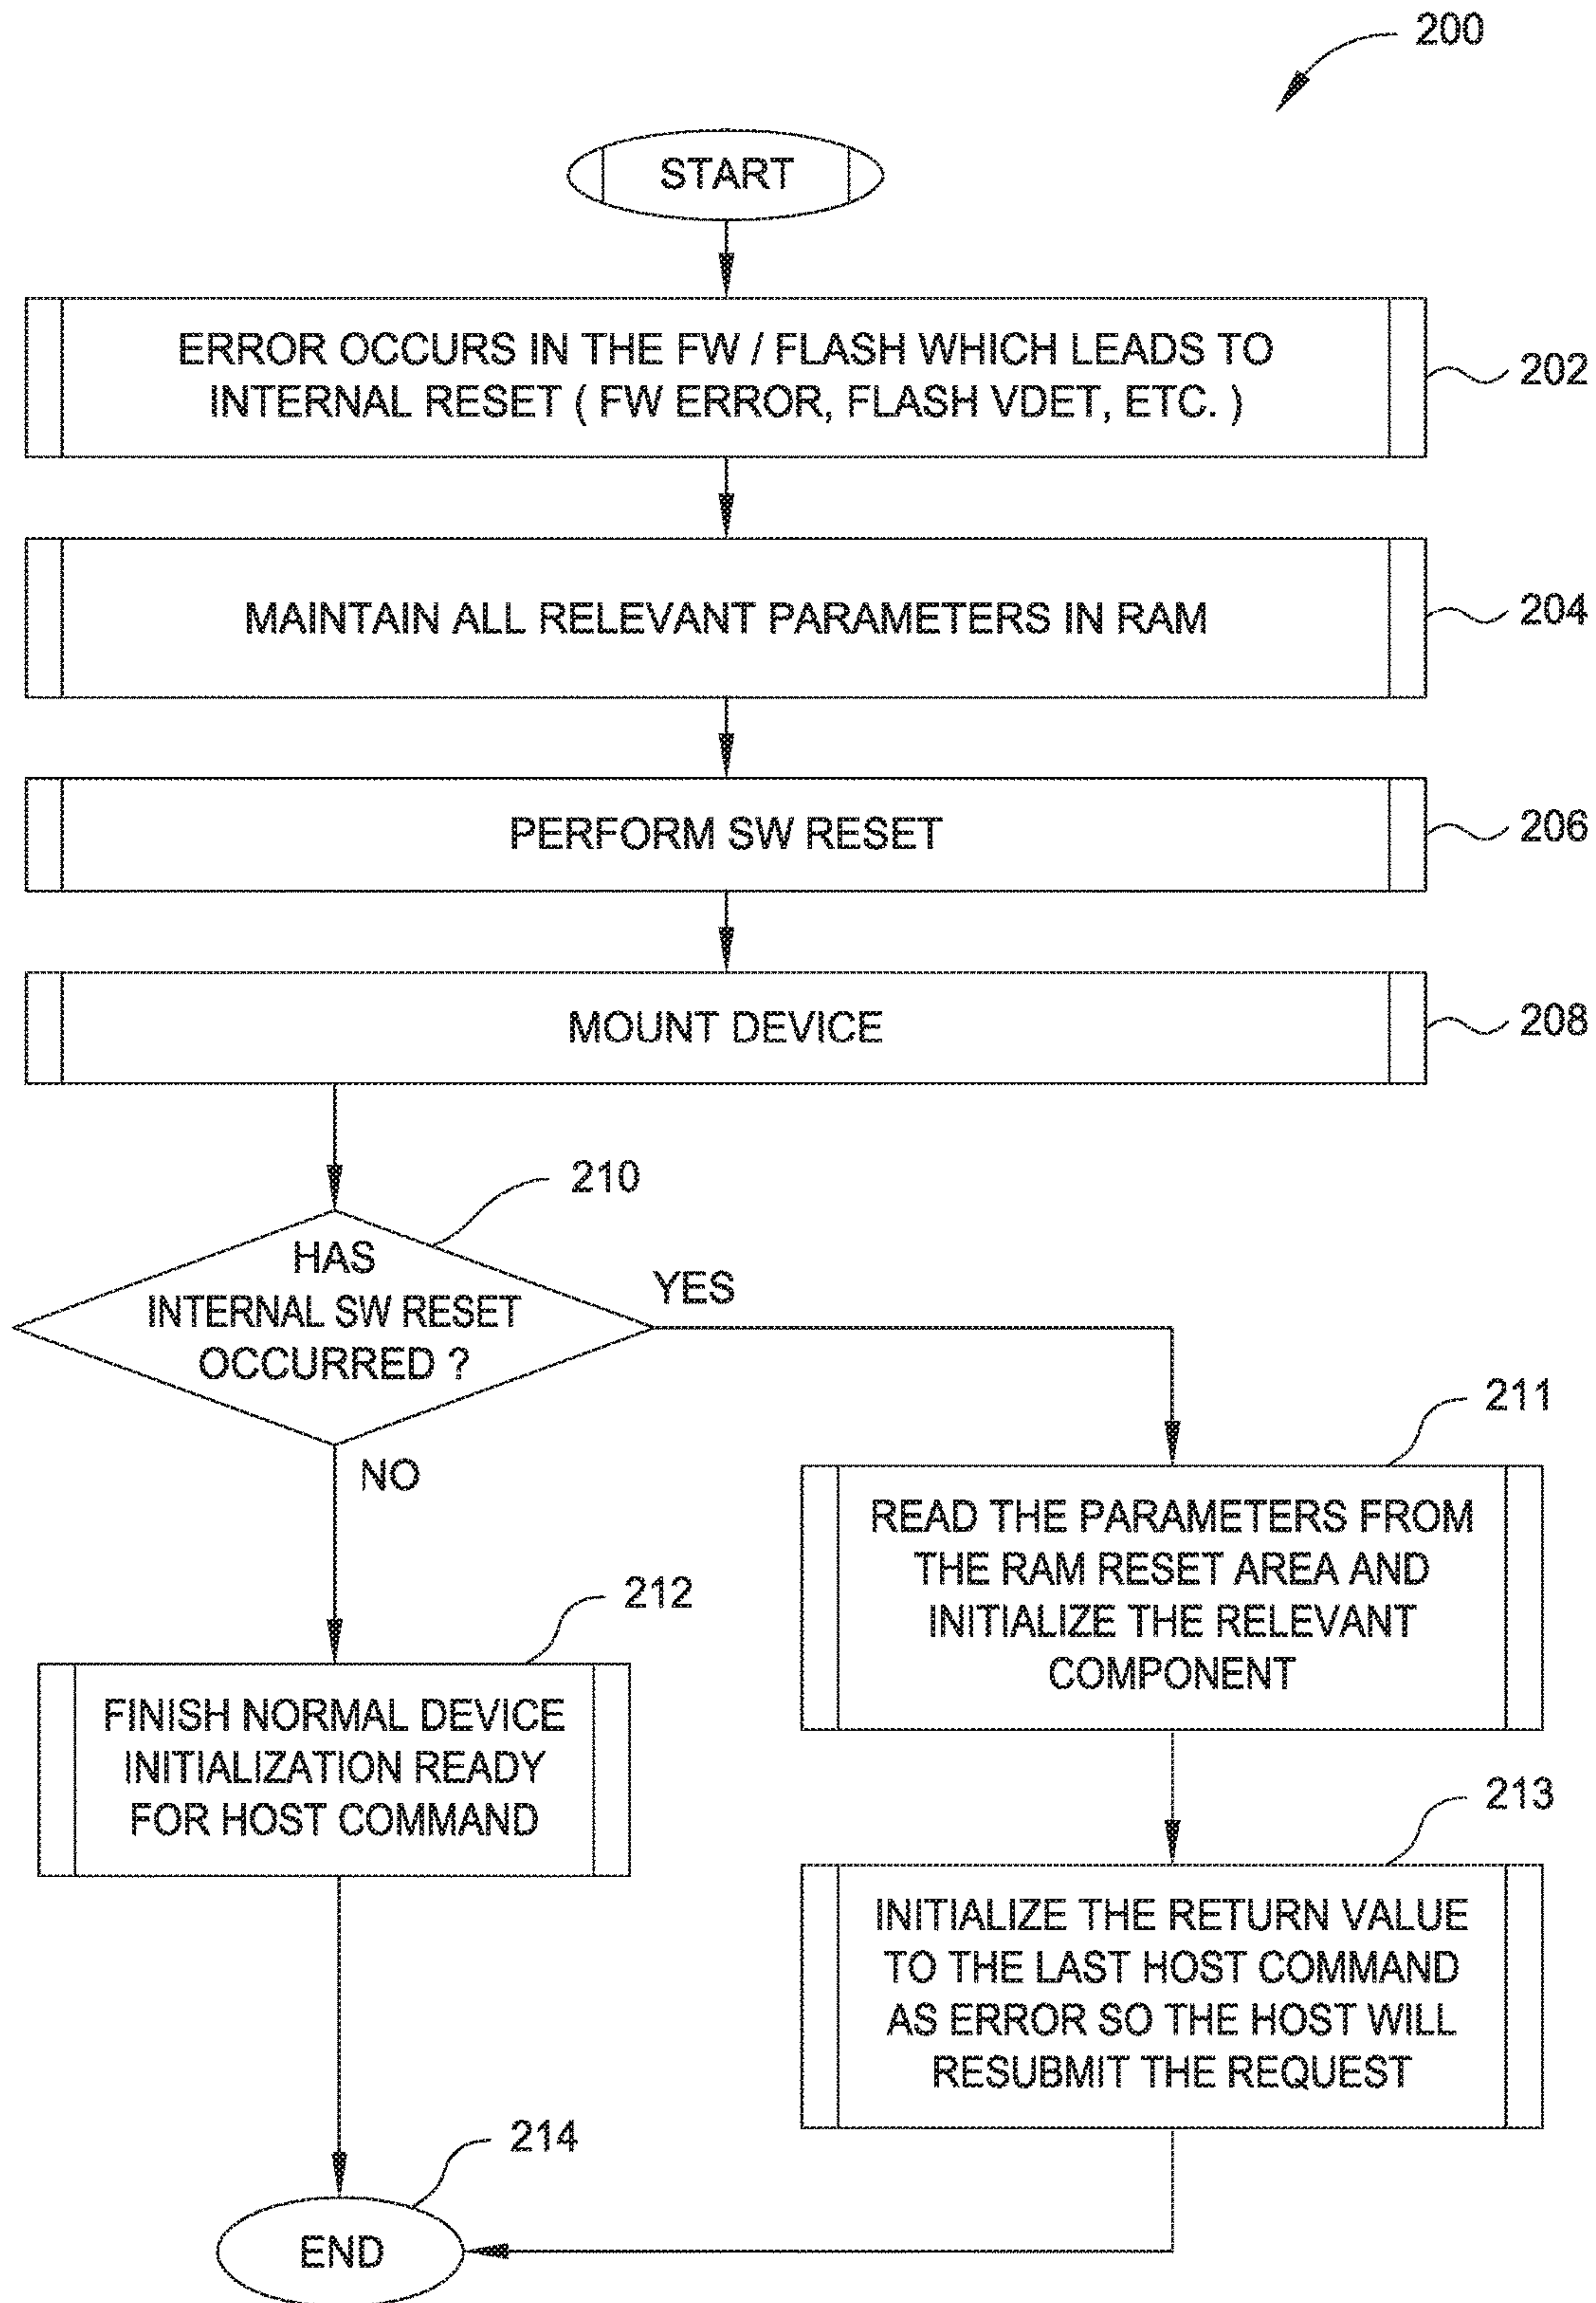 200
START
ERROR OCCURS IN THE FW / FLASH WHICH LEADS TO
INTERNAL RESET ( FW ERROR, FLASH VDET, ETC. )
202
MAINTAIN ALL RELEVANT PARAMETERS IN RAM
204
PERFORM SW RESET
206
MOUNT DEVICE
208
210
HAS
INTERNAL SW RESET
OCCURRED ?
YES
NO
211
READ THE PARAMETERS FROM
THE RAM RESET AREA AND
INITIALIZE THE RELEVANT
COMPONENT
212
FINISH NORMAL DEVICE
INITIALIZATION READY
FOR HOST COMMAND
213
INITIALIZE THE RETURN VALUE
TO THE LAST HOST COMMAND
AS ERROR SO THE HOST WILL
RESUBMIT THE REQUEST
214
END